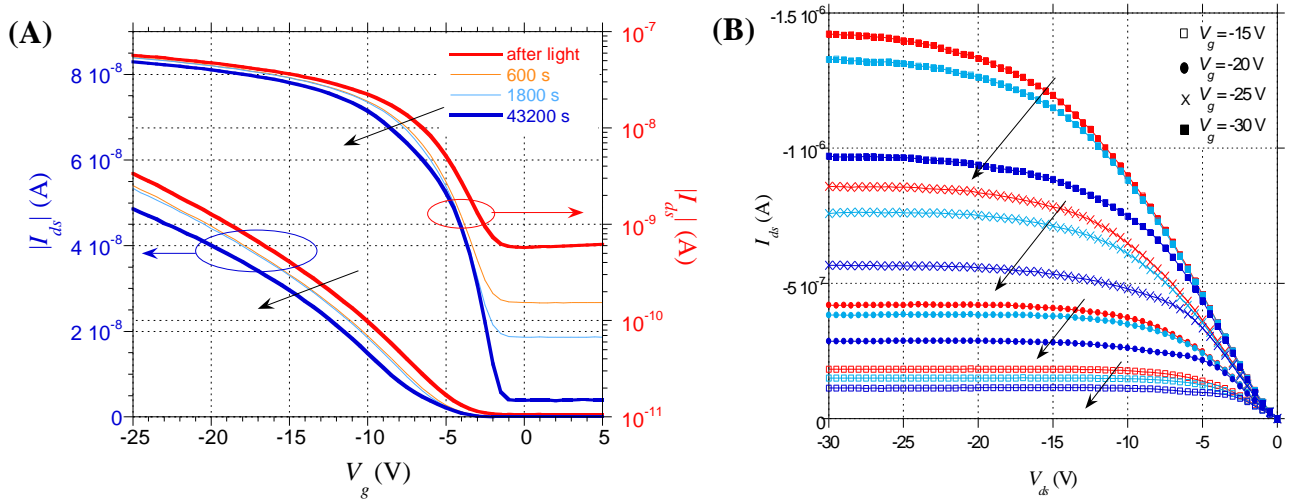 (A)
|I_ds| (A)
8 10^-8
6 10^-8
4 10^-8
2 10^-8
0
after light
600 s
1800 s
43200 s
10^-7
10^-8
10^-9
10^-10
10^-11
|I_ds| (A)
-25 -20 -15 -10 -5 0 5
V_g (V)
(B)
I_ds (A)
-1.5 10^-6
-1 10^-6
-5 10^-7
0
V_g = -15 V
V_g = -20 V
V_g = -25 V
V_g = -30 V
-30 -25 -20 -15 -10 -5 0
V_ds (V)